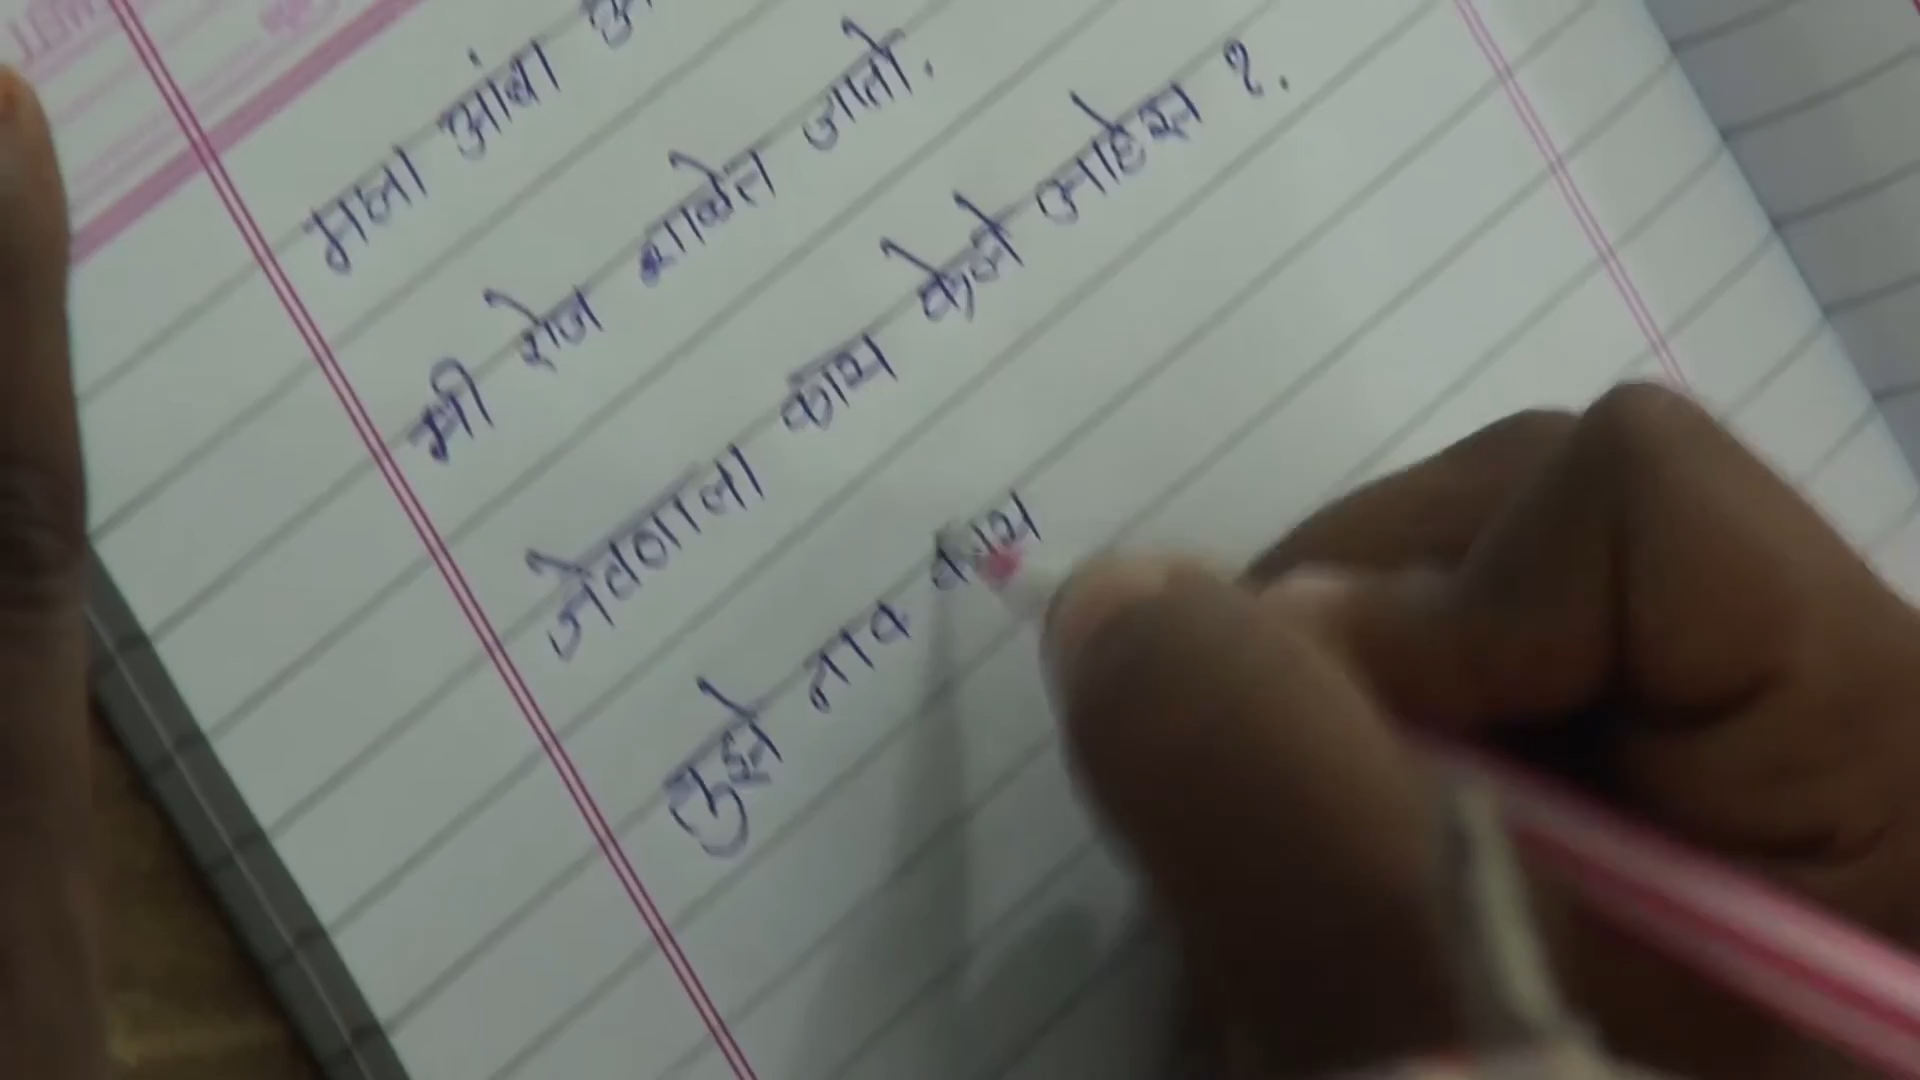 मला आंबा
मी रोज शाळेत जातो.
जेवणाला काय केले आहेस ?.
तुझे नाव काय